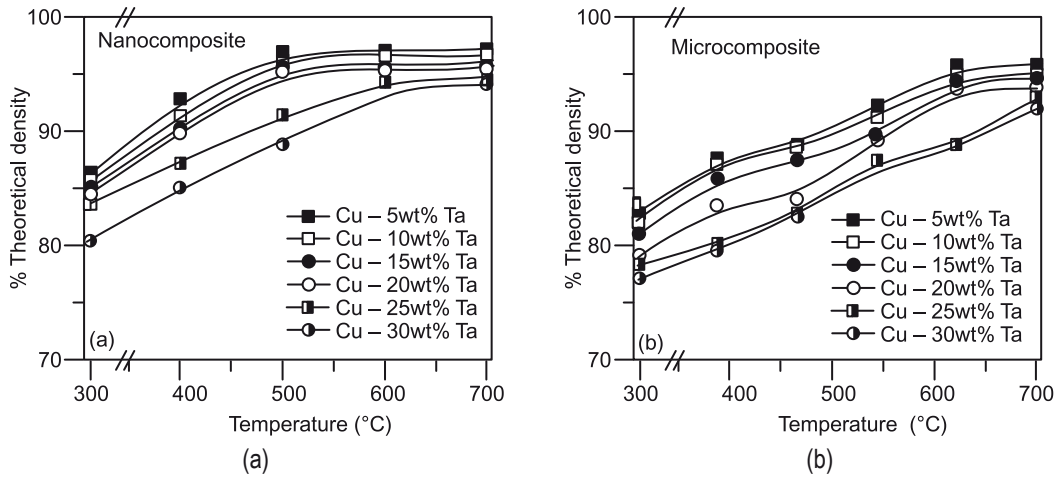 100
90
80
70
% Theoretical density
Nanocomposite
Cu – 5wt% Ta
Cu – 10wt% Ta
Cu – 15wt% Ta
Cu – 20wt% Ta
Cu – 25wt% Ta
Cu – 30wt% Ta
(a)
300 400 500 600 700
Temperature (°C)
(a)
100
90
80
70
% Theoretical density
Microcomposite
Cu – 5wt% Ta
Cu – 10wt% Ta
Cu – 15wt% Ta
Cu – 20wt% Ta
Cu – 25wt% Ta
Cu – 30wt% Ta
(b)
300 400 500 600 700
Temperature (°C)
(b)